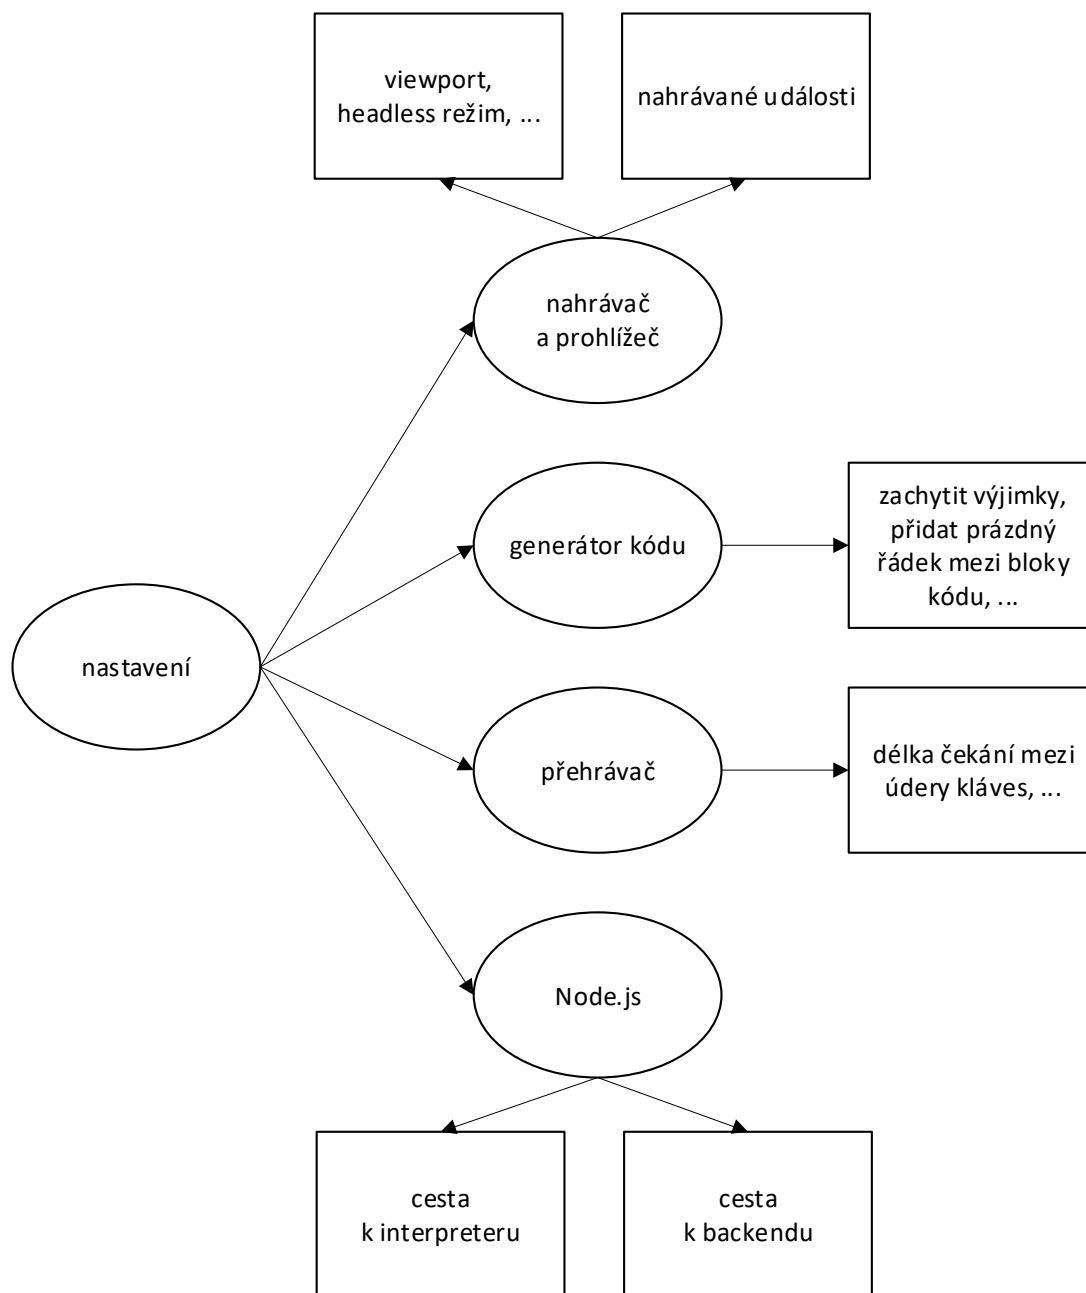 viewport,
headless režim, ...
nahrávané události
nahrávač
a prohlížeč
zachytit výjimky,
přidat prázdný
řádek mezi bloky
kódu, ...
generátor kódu
nastavení
přehrávač
délka čekání mezi
údery kláves, ...
Node.js
cesta
k interpreteru
cesta
k backendu